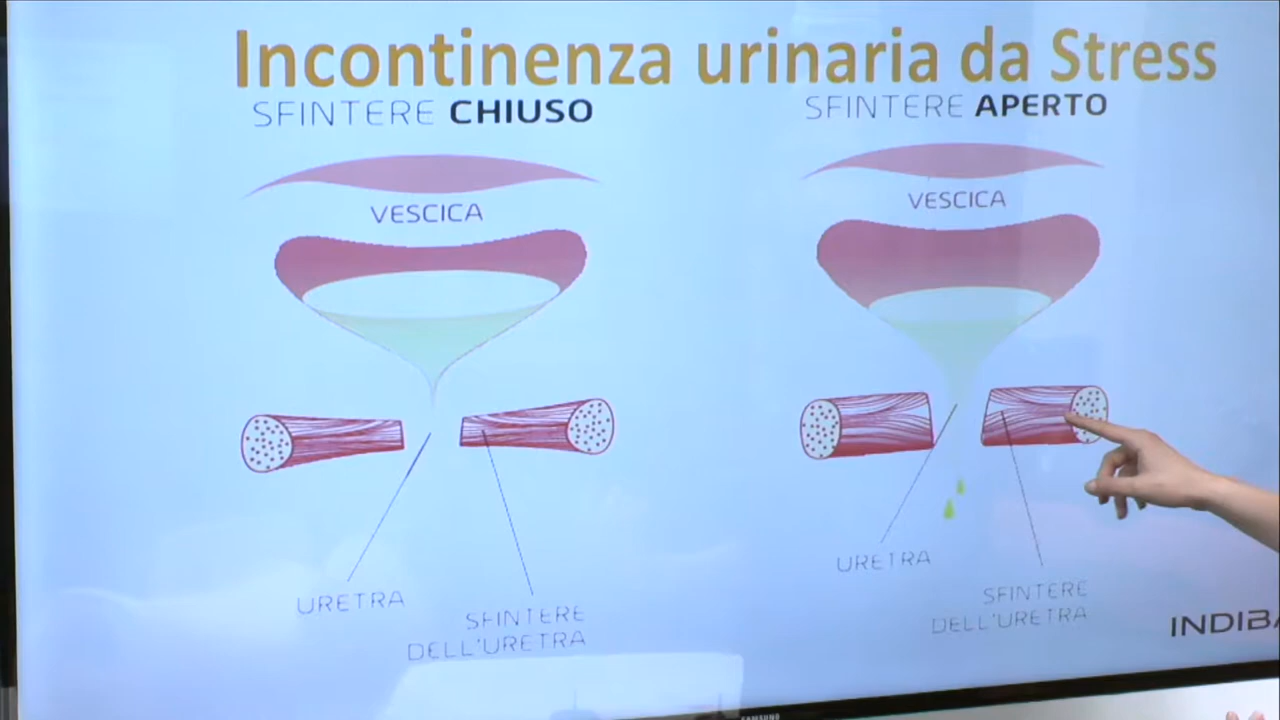 Incontinenza urinaria da Stress
SFINTERE CHIUSO
SFINTERE APERTO
VESCICA
VESCICA
URETRA
SFINTERE
DELL'URETRA
URETRA
SFINTERE
DELL'URETRA
INDIBA
SAMSUNG